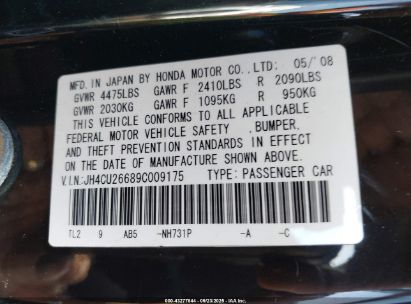 MFD. IN JAPAN BY HONDA MOTOR CO., LTD: 05/'08
GVWR 4475LBS GAWR F 2410LBS R 2090LBS
GVWR 2030KG GAWR F 1095KG R 950KG
THIS VEHICLE CONFORMS TO ALL APPLICABLE
FEDERAL MOTOR VEHICLE SAFETY , BUMPER,
AND THEFT PREVENTION STANDARDS IN EFFECT
ON THE DATE OF MANUFACTURE SHOWN ABOVE.
V.I.N.:JH4CU26689C009175 TYPE: PASSENGER CAR
TL2 9 AB5 -NH731P -A -C